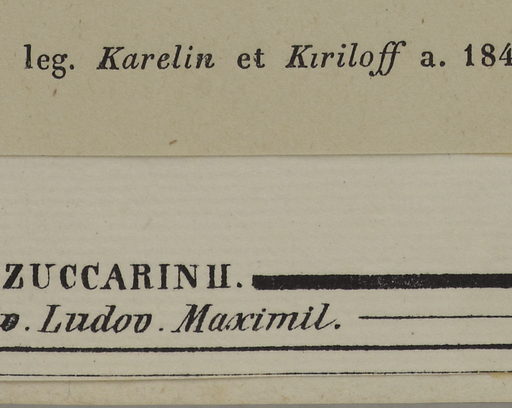 leg. Karelin et Kiriloff a. 184
ZUCCARINII.
. Ludov. Maximil.